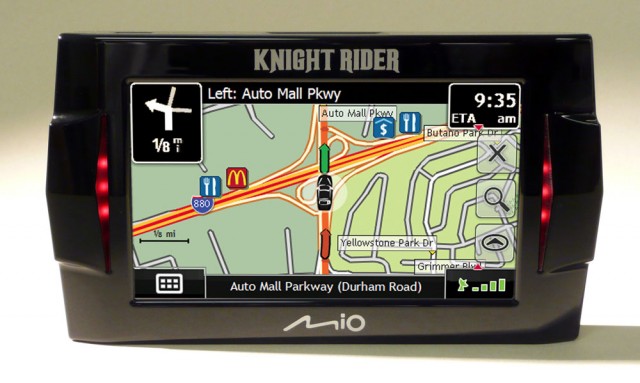 KNIGHT RIDER
Left: Auto Mall Pkwy
1/8 mi
9:35
ETA am
Auto Mall Pkwy
$
Butano Park Dr
880
1/4 mi
Yellowstone Park Dr
Grimmer Blvd
Auto Mall Parkway (Durham Road)
Mio